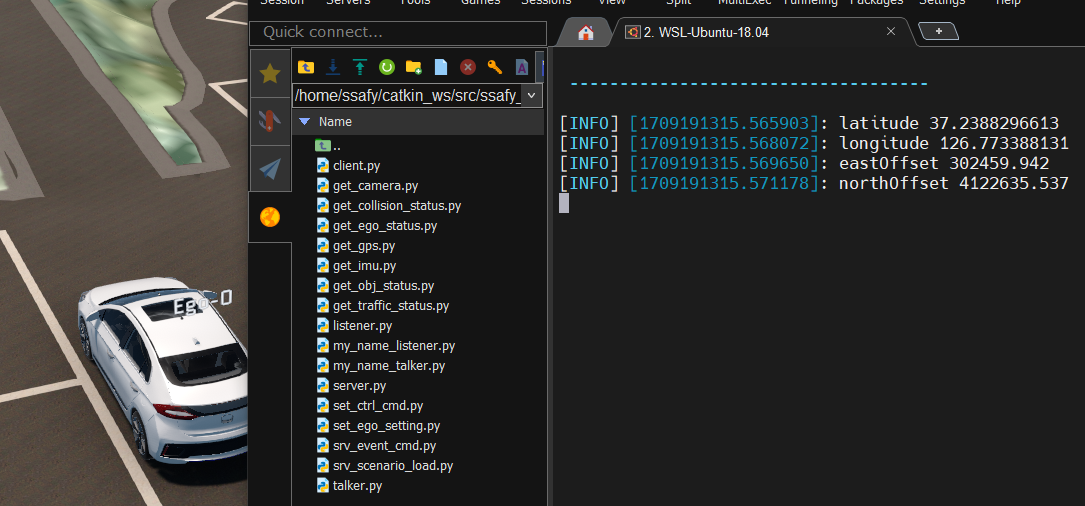 Session Servers Tools Games Sessions View Split MultiExec Tunneling Packages Settings Help
Quick connect...
2. WSL-Ubuntu-18.04
/home/ssafy/catkin_ws/src/ssafy_
Name
..
client.py
get_camera.py
get_collision_status.py
get_ego_status.py
get_gps.py
get_imu.py
get_obj_status.py
get_traffic_status.py
listener.py
my_name_listener.py
my_name_talker.py
server.py
set_ctrl_cmd.py
set_ego_setting.py
srv_event_cmd.py
srv_scenario_load.py
talker.py
------------------------------------
[INFO] [1709191315.565903]: latitude 37.2388296613
[INFO] [1709191315.568072]: longitude 126.773388131
[INFO] [1709191315.569650]: eastOffset 302459.942
[INFO] [1709191315.571178]: northOffset 4122635.537
Ego-0